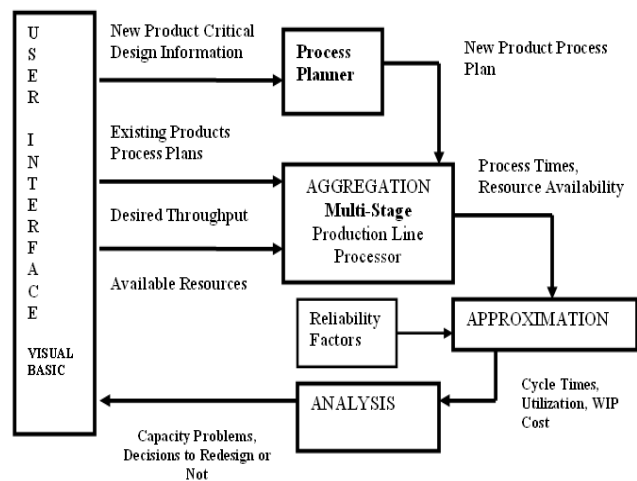 USER INTERFACE
VISUAL
BASIC
New Product Critical
Design Information
Process
Planner
New Product Process
Plan
Existing Products
Process Plans
AGGREGATION
Multi-Stage
Production Line
Processor
Process Times,
Resource Availability
Desired Throughput
Available Resources
Reliability
Factors
APPROXIMATION
ANALYSIS
Cycle Times,
Utilization, WIP
Cost
Capacity Problems,
Decisions to Redesign or
Not